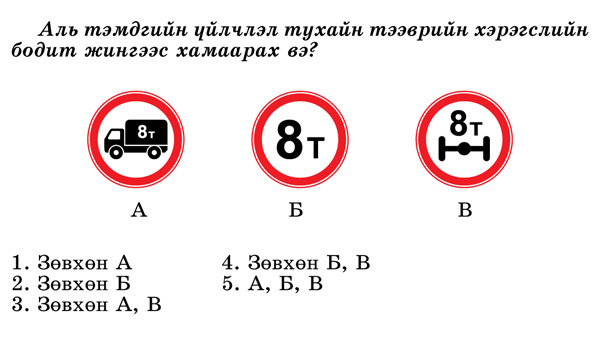 Аль тэмдгийн үйлчлэл тухайн тээврийн хэрэгслийн
бодит жингээс хамаарах вэ?
8т
8т
8т
А
Б
В
1. Зөвхөн А
2. Зөвхөн Б
3. Зөвхөн А, В
4. Зөвхөн Б, В
5. А, Б, В